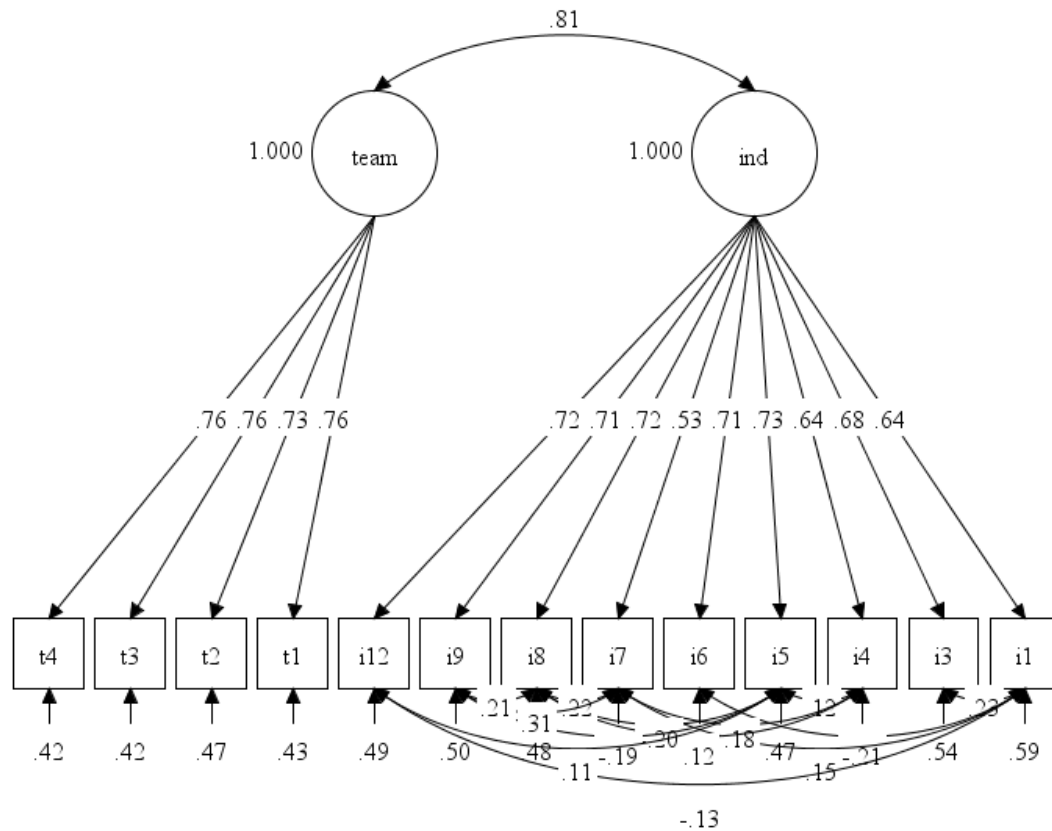 .81
1.000
team
1.000
ind
.76 .76 .73 .76
.72 .71 .72 .53 .71 .73 .64 .68 .64
t4 t3 t2 t1 i12 i9 i8 i7 i6 i5 i4 i3 i1
.21 .22 .12 .23
.31
.20 .18
.42 .42 .47 .43 .49 .50 .48 -.19 .12 .47 -.21 .54 .59
.11 .15
-.13